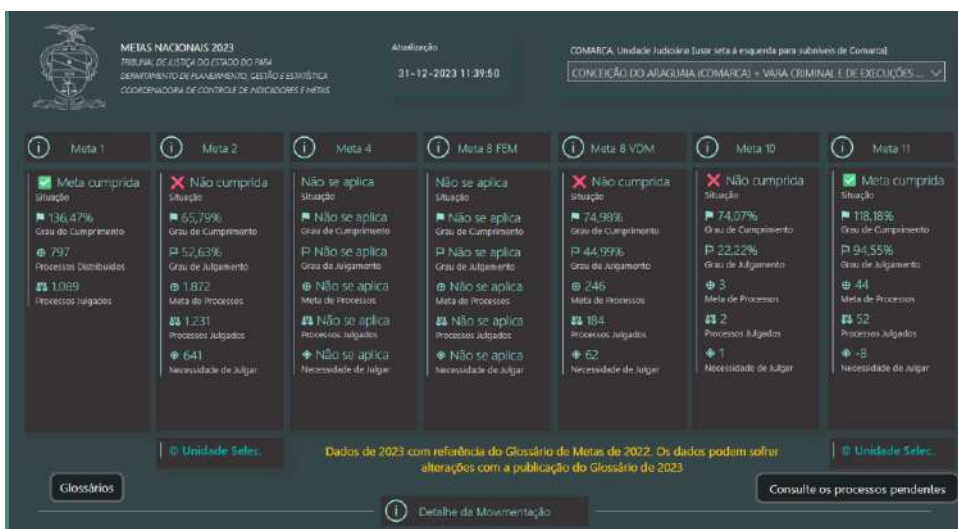 METAS NACIONAIS 2023
TRIBUNAL DE JUSTIÇA DO ESTADO DO PARÁ
DEPARTAMENTO DE PLANEJAMENTO, GESTÃO E ESTATÍSTICA
COORDENADORIA DE CONTROLE DE INDICADORES E METAS
Atualização
31-12-2023 11:39:50
COMARCA, Unidade Judiciária [usar seta à esquerda para subníveis de Comarca]
CONCEIÇÃO DO ARAGUAIA (COMARCA) + VARA CRIMINAL E DE EXECUÇÕES ...
Meta 1
Meta cumprida
Situação
136,47%
Grau de Cumprimento
797
Processos Distribuídos
1.089
Processos Julgados
Meta 2
Não cumprida
Situação
65,79%
Grau de Cumprimento
52,63%
Grau de Julgamento
1.872
Meta de Processos
1.231
Processos Julgados
641
Necessidade de Julgar
Meta 4
Não se aplica
Situação
Não se aplica
Grau de Cumprimento
Não se aplica
Grau de Julgamento
Não se aplica
Meta de Processos
Não se aplica
Processos Julgados
Não se aplica
Necessidade de Julgar
Meta 8 FEM
Não se aplica
Situação
Não se aplica
Grau de Cumprimento
Não se aplica
Grau de Julgamento
Não se aplica
Meta de Processos
Não se aplica
Processos Julgados
Não se aplica
Necessidade de Julgar
Meta 8 VDM
Não cumprida
Situação
74,98%
Grau de Cumprimento
44,99%
Grau de Julgamento
246
Meta de Processos
184
Processos Julgados
62
Necessidade de Julgar
Meta 10
Não cumprida
Situação
74,07%
Grau de Cumprimento
22,22%
Grau de Julgamento
3
Meta de Processos
2
Processos Julgados
1
Necessidade de Julgar
Meta 11
Meta cumprida
Situação
118,18%
Grau de Cumprimento
94,55%
Grau de Julgamento
44
Meta de Processos
52
Processos Julgados
-8
Necessidade de Julgar
Unidade Selec.
Dados de 2023 com referência do Glossário de Metas de 2022. Os dados podem sofrer
alterações com a publicação do Glossário de 2023
Unidade Selec.
Glossários
Consulte os processos pendentes
Detalhe da Movimentação